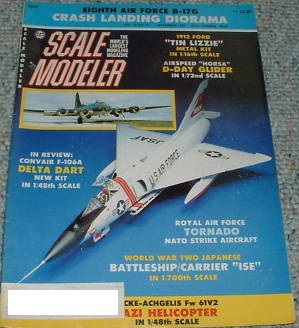 EIGHTH AIR FORCE B-17G
CRASH LANDING DIORAMA
SCALE
MODELER
THE
WORLD'S
LARGEST
MODELING
MAGAZINE
1912 FORD
"TIN LIZZIE"
METAL KIT
IN 1/16th SCALE
AIRSPEED "HORSA"
D-DAY GLIDER
IN 1/72nd SCALE
IN REVIEW:
CONVAIR F-106A
DELTA DART
NEW KIT
IN 1/48th SCALE
USAF
U.S. AIR FORCE
ROYAL AIR FORCE
TORNADO
NATO STRIKE AIRCRAFT
WORLD WAR TWO JAPANESE
BATTLESHIP/CARRIER "ISE"
IN 1/700th SCALE
CKE-ACHGELIS Fw 61V2
AZI HELICOPTER
IN 1/48th SCALE
SCALE MODELER